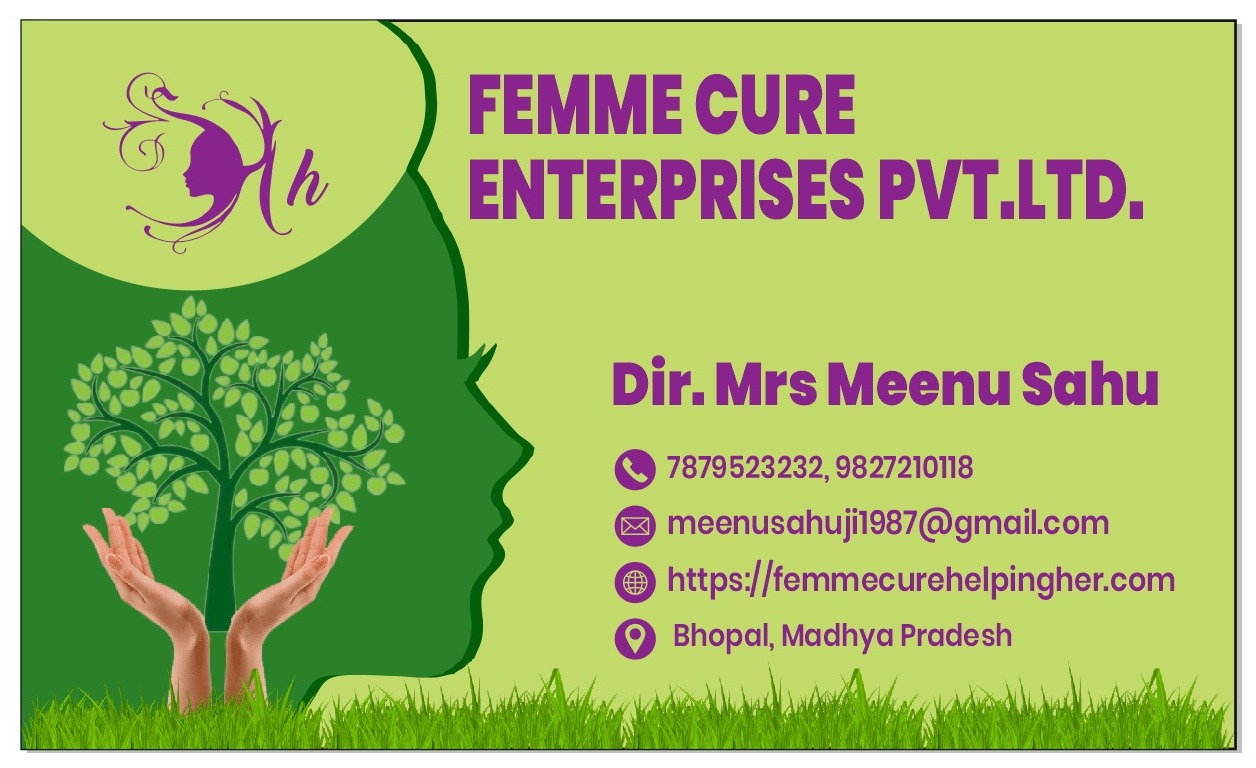 h
FEMME CURE
ENTERPRISES PVT.LTD.
Dir. Mrs Meenu Sahu
7879523232, 9827210118
meenusahuji1987@gmail.com
https://femmecurehelpingher.com
Bhopal, Madhya Pradesh